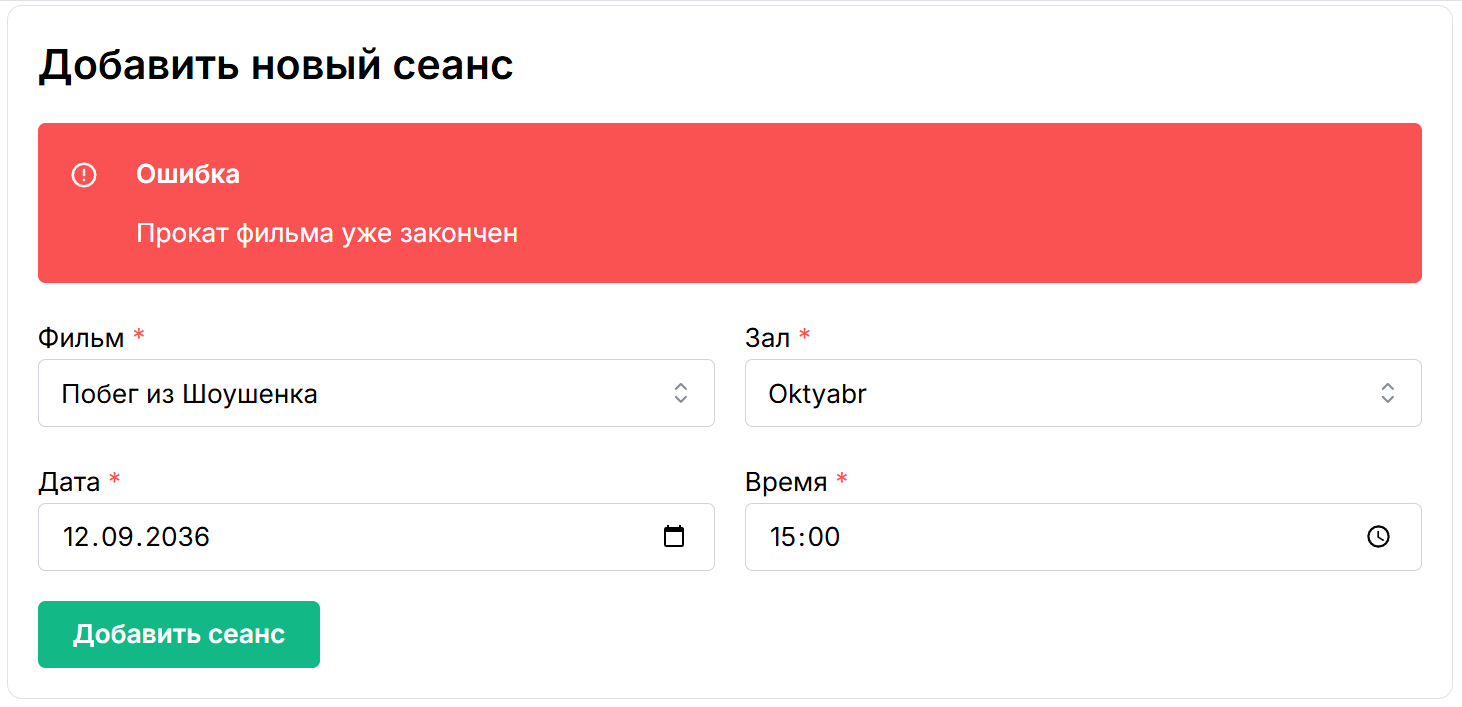 Добавить новый сеанс
Ошибка
Прокат фильма уже закончен
Фильм *
Зал *
Побег из Шоушенка
Oktyabr
Дата *
Время *
12.09.2036
15:00
Добавить сеанс